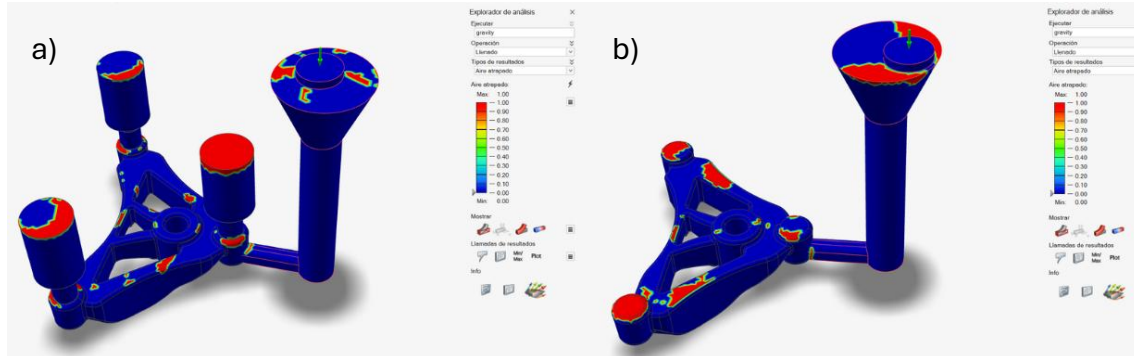 a)
Explorador de análisis
Ejecutar
gravity
Operación
Llenado
Tipos de resultados
Aire atrapado
Aire atrapado
Max: 1.00
1.00
0.90
0.80
0.70
0.60
0.50
0.40
0.30
0.20
0.10
0.00
Min: 0.00
Mostrar
Llamadas de resultados
Min/
Max
Plot
Info
b)
Explorador de análisis
Ejecutar
gravity
Operación
Llenado
Tipos de resultados
Aire atrapado
Aire atrapado
Max: 1.00
1.00
0.90
0.80
0.70
0.60
0.50
0.40
0.30
0.20
0.10
0.00
Min: 0.00
Mostrar
Llamadas de resultados
Min/
Max
Plot
Info